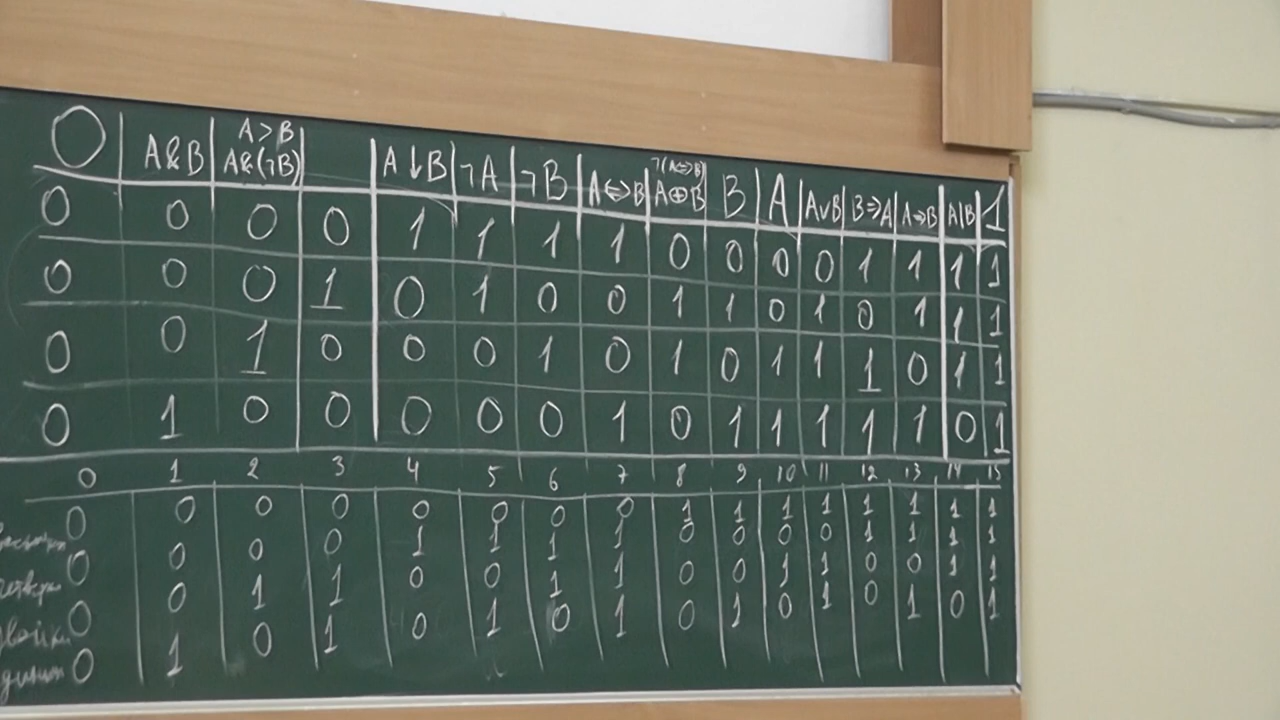 0 A&B A>B A&(¬B) A↓B ¬A ¬B A⇔B ¬(A⇔B) A⊕B B A A∨B B⇒A A⇒B A|B 1
0 0 0 0 1 1 1 1 0 0 0 0 1 1 1 1
0 0 0 1 0 1 0 0 1 1 0 1 0 1 1 1
0 0 1 0 0 0 1 0 1 0 1 1 1 0 1 1
0 1 0 0 0 0 0 1 0 1 1 1 1 1 0 1
0 1 2 3 4 5 6 7 8 9 10 11 12 13 14 15
0 0 0 0 0 0 0 0 1 1 1 1 1 1 1 1
0 0 0 0 1 1 1 1 0 0 0 0 1 1 1 1
0 0 1 1 0 0 1 1 0 0 1 1 0 0 1 1
0 1 0 1 0 1 0 1 0 1 0 1 0 1 0 1